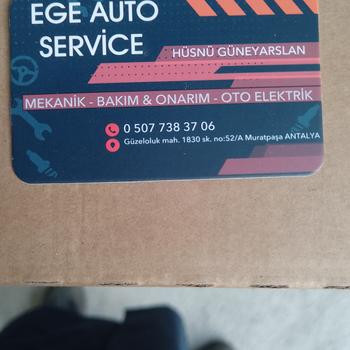 EGE AUTO
SERVİCE
HÜSNÜ GÜNEYARSLAN
MEKANİK - BAKIM & ONARIM - OTO ELEKTRİK
0 507 738 37 06
Güzeloluk mah. 1830 sk. no:52/A Muratpaşa ANTALYA